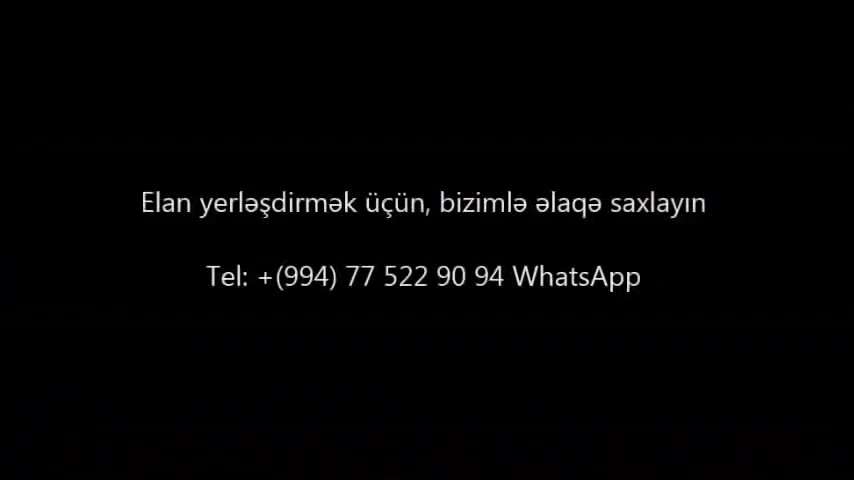 Elan yerləşdirmək üçün, bizimlə əlaqə saxlayın
Tel: +(994) 77 522 90 94 WhatsApp